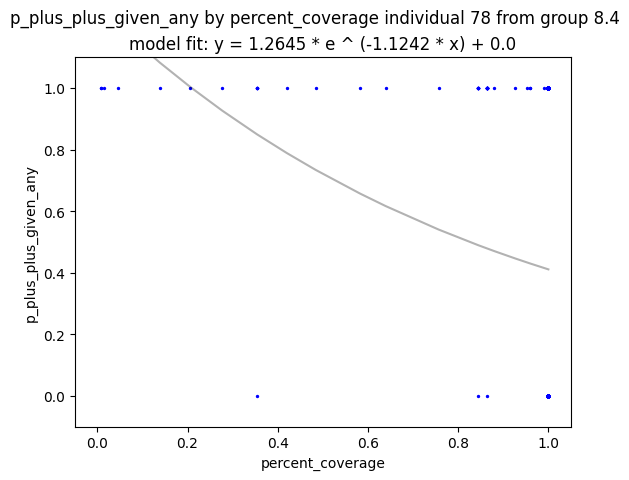 p_plus_plus_given_any by percent_coverage individual 78 from group 8.4
model fit: y = 1.2645 * e ^ (-1.1242 * x) + 0.0
1.0
0.8
0.6
0.4
0.2
0.0
p_plus_plus_given_any
0.0 0.2 0.4 0.6 0.8 1.0
percent_coverage